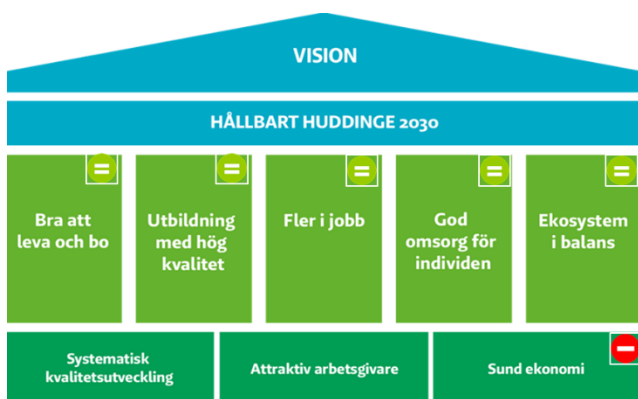 VISION
HÅLLBART HUDDINGE 2030
Bra att
leva och bo
Utbildning
med hög
kvalitet
Fler i jobb
God
omsorg för
individen
Ekosystem
i balans
Systematisk
kvalitetsutveckling
Attraktiv arbetsgivare
Sund ekonomi